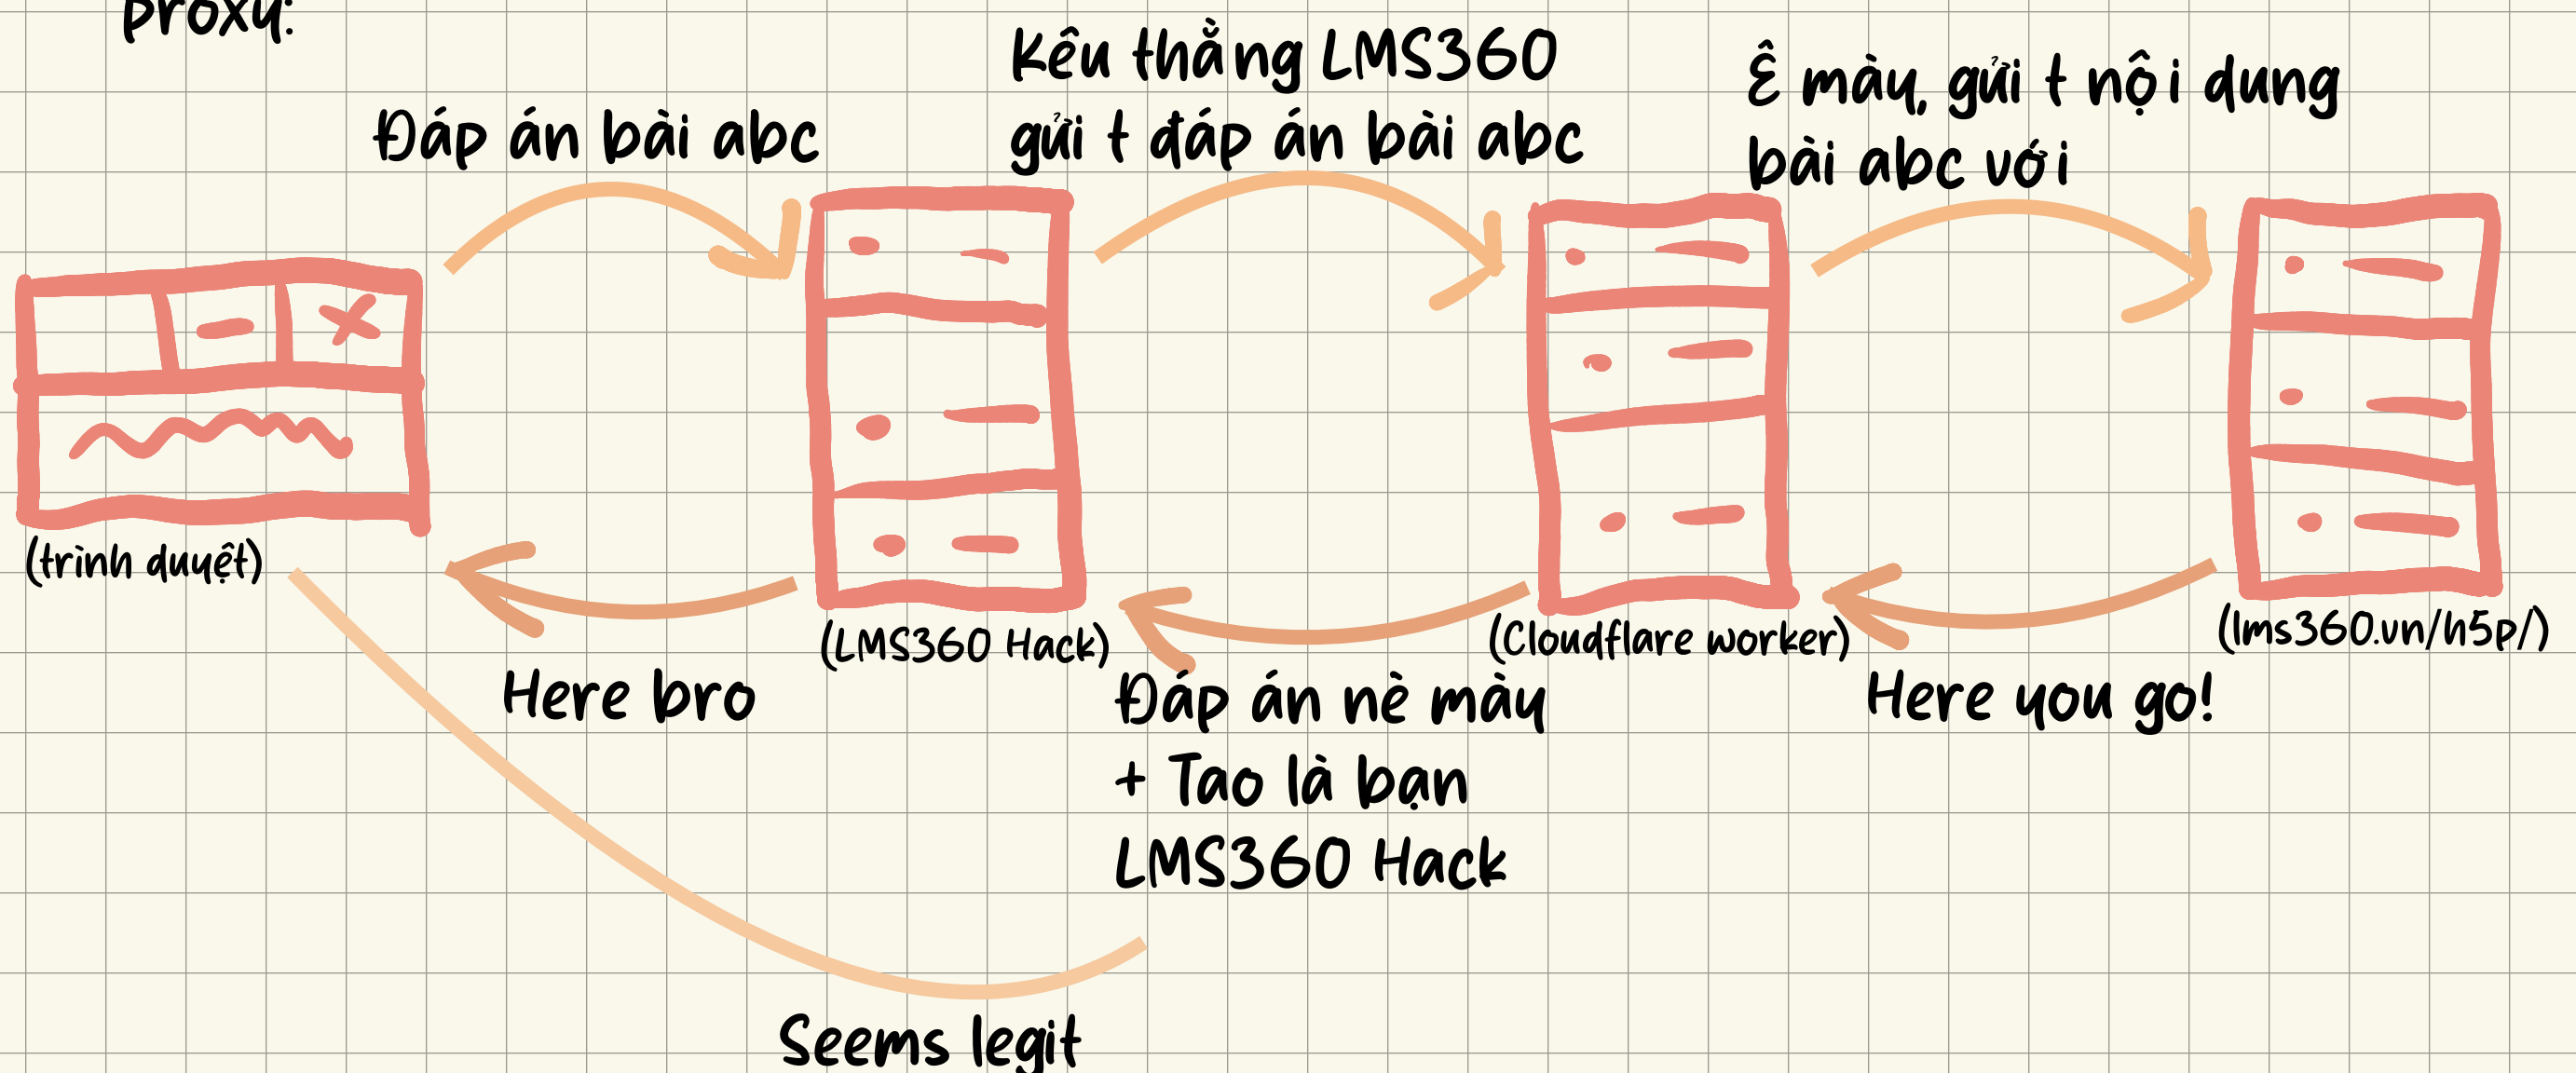 proxy:
Đáp án bài abc
Kêu thằng LMS360
gửi t đáp án bài abc
Ê mày, gửi t nội dung
bài abc với
(trình duyệt)
(LMS360 Hack)
(Cloudflare worker)
(lms360.vn/h5p/)
Here bro
Đáp án nè mày
+ Tao là bạn
LMS360 Hack
Here you go!
Seems legit